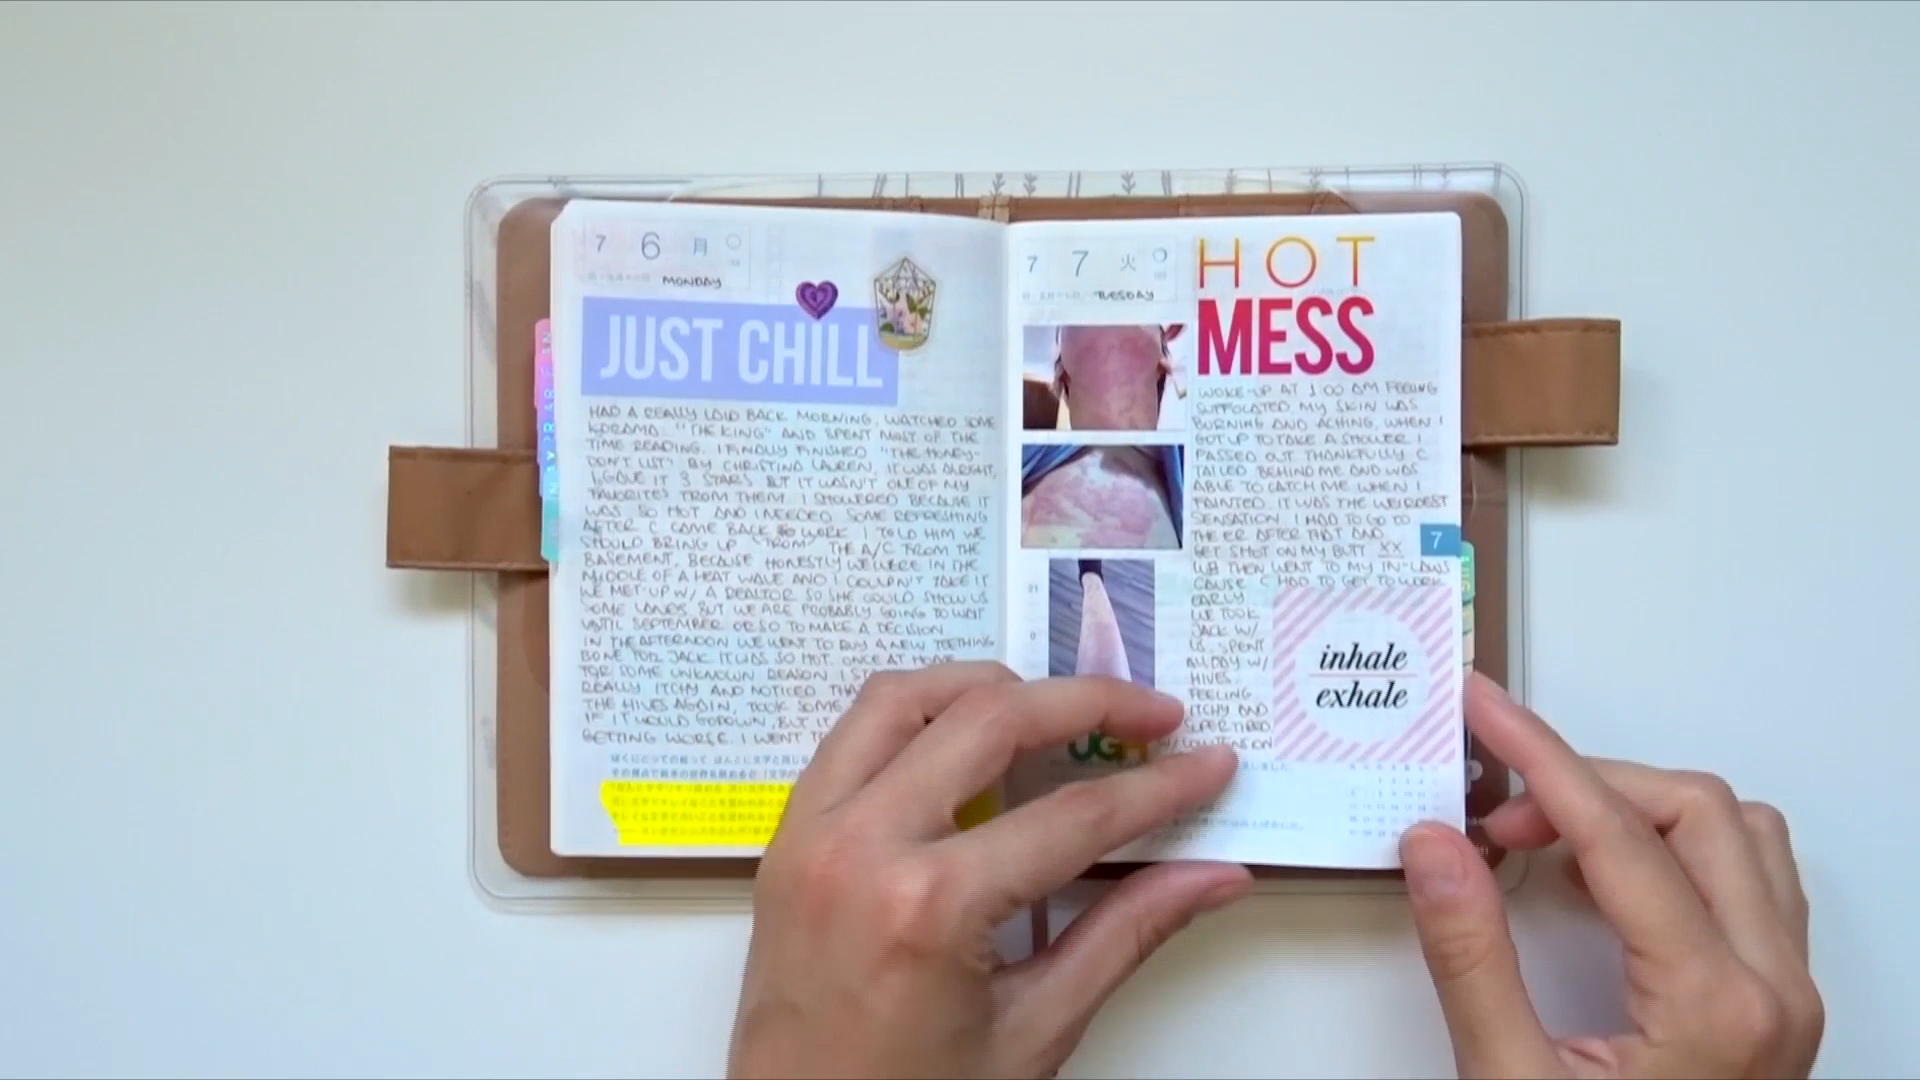 7 6 月
MONDAY
JUST CHILL
HAD A REALLY LAID BACK MORNING, WATCHED SOME
KDRAMA. "THE KING" AND SPENT MOST OF THE
TIME READING. I FINALLY FINISHED "THE HONEY-
DON'T LIST" BY CHRISTINA LAUREN, IT WAS ALRIGHT,
I GAVE IT 3 STARS BUT IT WASN'T ONE OF MY
FAVORITES FROM THEM. I SHOWERED BECAUSE IT
WAS SO HOT AND I NEEDED SOME REFRESHING
AFTER C CAME BACK WORK I TOLD HIM WE
SHOULD BRING UP "FROM" THE A/C FROM THE
BASEMENT, BECAUSE HONESTLY WE WERE IN THE
MIDDLE OF A HEAT WAVE AND I COULDN'T TAKE IT
WE MET-UP W/ A REALTOR SO SHE COULD SHOW US
SOME LANDS, BUT WE ARE PROBABLY GOING TO WAIT
UNTIL SEPTEMBER OR SO TO MAKE A DECISION
IN THE AFTERNOON WE WENT TO BUY A NEW TEETHING
BONE FOR JACK IT WAS SO HOT. ONCE AT HOME
FOR SOME UNKNOWN REASON I
REALLY ITCHY AND NOTICED
THE HIVES AGAIN, TOOK SOME
IF IT WOULD GO DOWN, BUT IT
GETTING WORSE. I WENT
7 7 火
TUESDAY
HOT
MESS
WOKE-UP AT 1:00 AM FEELING
SUFFOCATED, MY SKIN WAS
BURNING AND ACHING, WHEN I
GOT UP TO TAKE A SHOWER I
PASSED OUT THANKFULLY C
TAILED BEHIND ME AND WAS
ABLE TO CATCH ME WHEN I
FAINTED. IT WAS THE WEIRDEST
SENSATION. I HAD TO GO TO
THE ER AFTER THAT AND
GET SHOT ON MY BUTT XX
WE THEN WENT TO MY IN-LAWS
CAUSE C HAD TO GET TO WORK
EARLY
WE TOOK
JACK W/
US. SPENT
ALL DAY W/
HIVES.
FEELING
ITCHY AND
SUPER TIRED
7
inhale
exhale
UGH